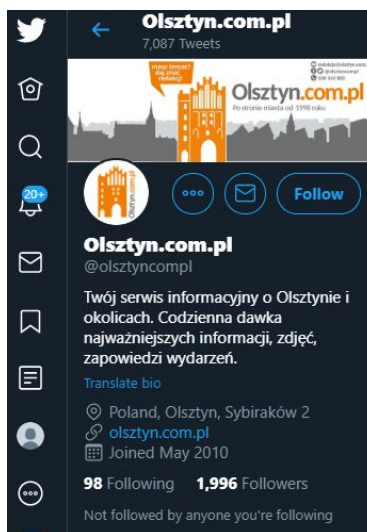 Olsztyn.com.pl
7,087 Tweets
masz temat?
daj znać
redakcji
Olsztyn.com.pl
Po stronie miasta od 1998 roku
20+
Olsztyn.com.pl
Follow
Olsztyn.com.pl
@olsztyncompl
Twój serwis informacyjny o Olsztynie i
okolicach. Codzienna dawka
najważniejszych informacji, zdjęć,
zapowiedzi wydarzeń.
Translate bio
Poland, Olsztyn, Sybiraków 2
olsztyn.com.pl
Joined May 2010
98 Following 1,996 Followers
Not followed by anyone you're following